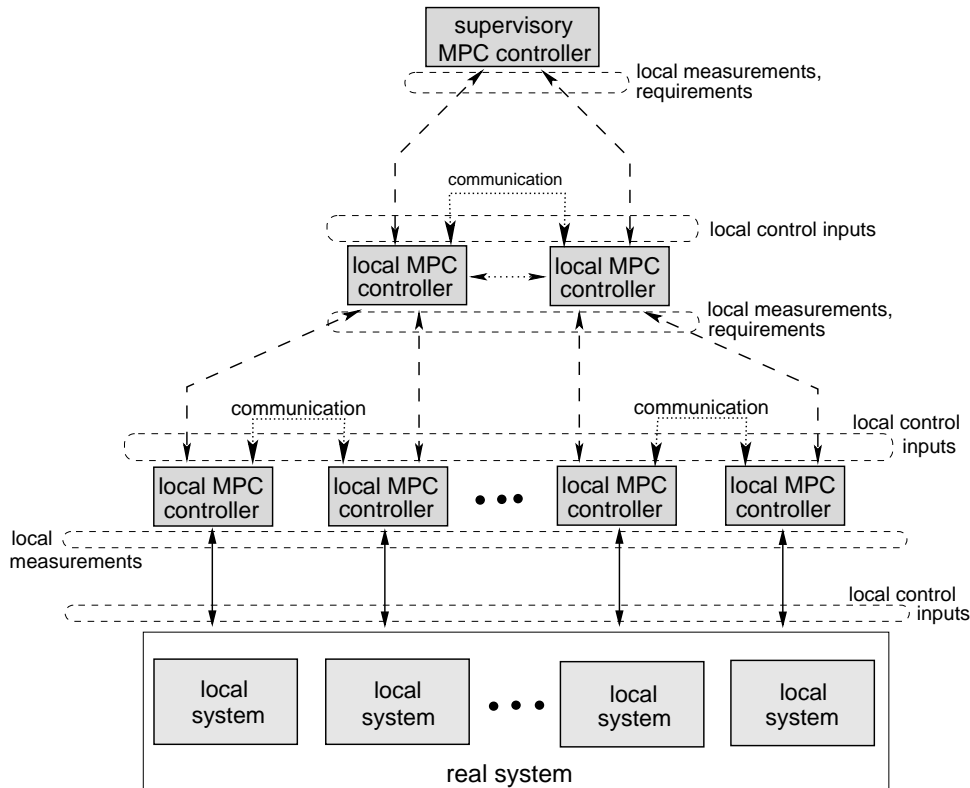 supervisory
MPC controller
local measurements,
requirements
communication
local control inputs
local MPC
controller
local MPC
controller
local measurements,
requirements
communication
communication
local control
inputs
local MPC
controller
local MPC
controller
local MPC
controller
local MPC
controller
local
measurements
local control
inputs
local
system
local
system
local
system
local
system
real system